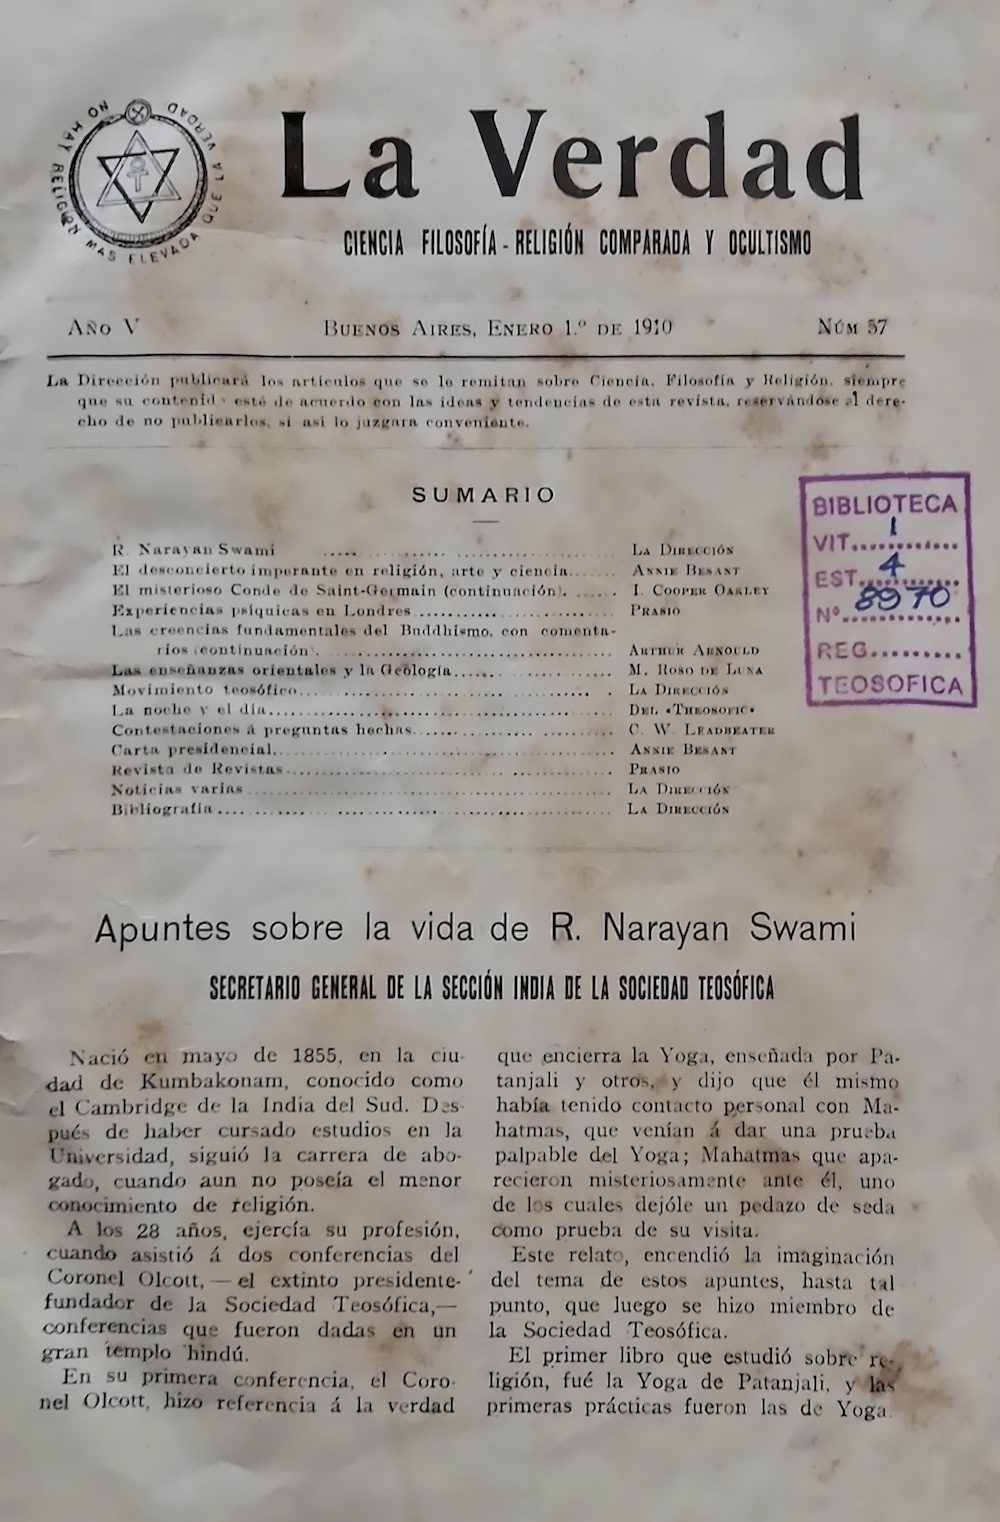 NO HAY RELIGIÓN MAS ELEVADA QUE LA VERDAD
La Verdad
CIENCIA FILOSOFÍA - RELIGIÓN COMPARADA Y OCULTISMO
AÑO V BUENOS AIRES, ENERO 1.º DE 1910 NÚM 57
La Dirección publicará los artículos que se le remitan sobre Ciencia, Filosofía y Religión, siempre
que su contenido esté de acuerdo con las ideas y tendencias de esta revista, reservándose el dere-
cho de no publicarlos, si así lo juzgara conveniente.
SUMARIO
R. Narayan Swami ..... LA DIRECCIÓN
El desconcierto imperante en religión, arte y ciencia....... ANNIE BESANT
El misterioso Conde de Saint-Germain (continuación). ...... I. COOPER OAKLEY
Experiencias psíquicas en Londres..... PRASIO
Las creencias fundamentales del Buddhismo, con comenta-
rios (continuación). ..... ARTHUR ARNOULD
Las enseñanzas orientales y la Geología..... M. ROSO DE LUNA
Movimiento teosófico..... LA DIRECCIÓN
La noche y el día..... DEL «THEOSOFIC»
Contestaciones á preguntas hechas..... C. W. LEADBEATER
Carta presidencial..... ANNIE BESANT
Revista de Revistas..... PRASIO
Noticias varias..... LA DIRECCIÓN
Bibliografía..... LA DIRECCIÓN
BIBLIOTECA
VIT. 1
EST. 4
Nº 8970
REG.
TEOSOFICA
Apuntes sobre la vida de R. Narayan Swami
SECRETARIO GENERAL DE LA SECCIÓN INDIA DE LA SOCIEDAD TEOSÓFICA
Nació en mayo de 1855, en la ciu-
dad de Kumbakonam, conocido como
el Cambridge de la India del Sud. Des-
pués de haber cursado estudios en la
Universidad, siguió la carrera de abo-
gado, cuando aun no poseía el menor
conocimiento de religión.
A los 28 años, ejercía su profesión,
cuando asistió á dos conferencias del
Coronel Olcott,—el extinto presidente-
fundador de la Sociedad Teosófica,—
conferencias que fueron dadas en un
gran templo hindú.
En su primera conferencia, el Coro-
nel Olcott, hizo referencia á la verdad
que encierra la Yoga, enseñada por Pa-
tanjali y otros, y dijo que él mismo
había tenido contacto personal con Ma-
hatmas, que venían á dar una prueba
palpable del Yoga; Mahatmas que apa-
recieron misteriosamente ante él, uno
de los cuales dejóle un pedazo de seda
como prueba de su visita.
Este relato, encendió la imaginación
del tema de estos apuntes, hasta tal
punto, que luego se hizo miembro de
la Sociedad Teosófica.
El primer libro que estudió sobre re-
ligión, fué la Yoga de Patanjali, y las
primeras prácticas fueron las de Yoga.